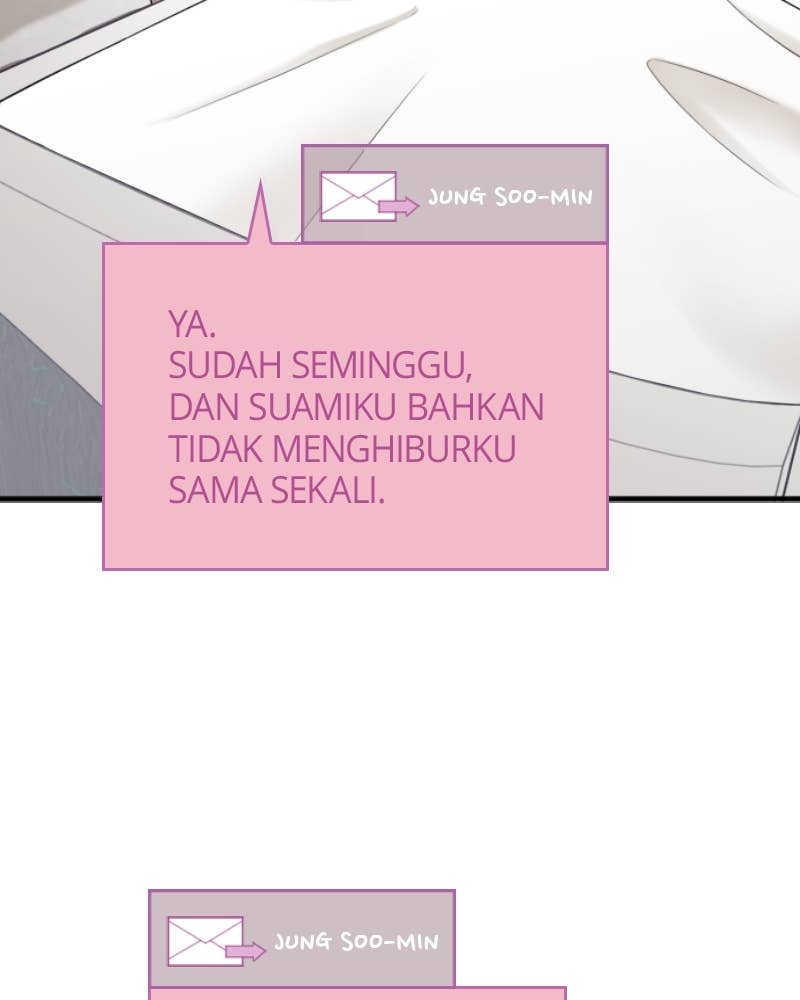 JUNG SOO-MIN
YA.
SUDAH SEMINGGU,
DAN SUAMIKU BAHKAN
TIDAK MENGHIBURKU
SAMA SEKALI.
JUNG SOO-MIN